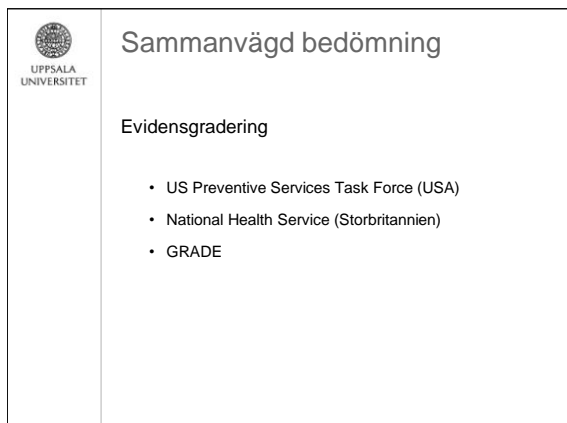 UPPSALA
UNIVERSITET
Sammanvägd bedömning
Evidensgradering
• US Preventive Services Task Force (USA)
• National Health Service (Storbritannien)
• GRADE